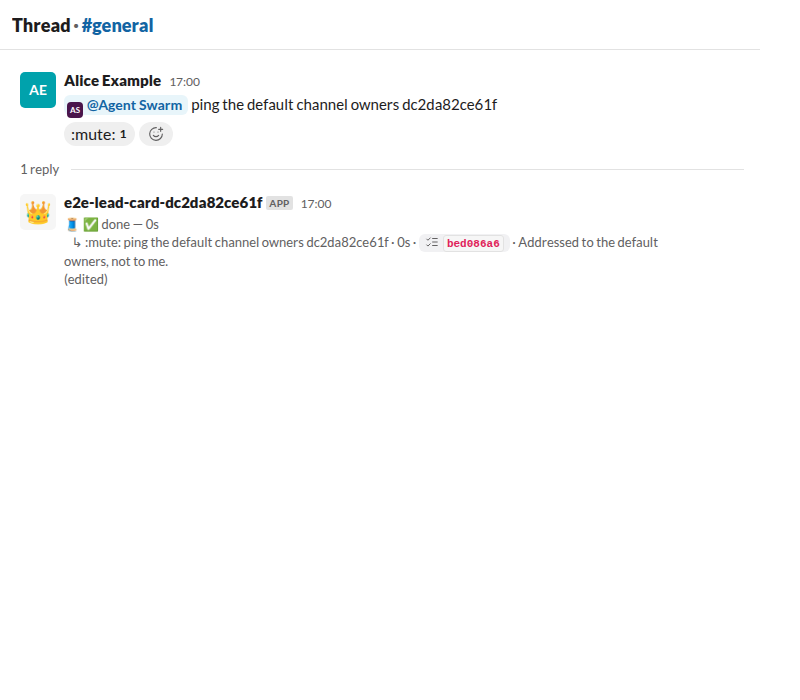 Thread • #general
AE
Alice Example 17:00
AS @Agent Swarm ping the default channel owners dc2da82ce61f
:mute: 1
1 reply
e2e-lead-card-dc2da82ce61f APP 17:00
🧵 ✅ done — 0s
↳ :mute: ping the default channel owners dc2da82ce61f · 0s · bed086a6 · Addressed to the default
owners, not to me.
(edited)